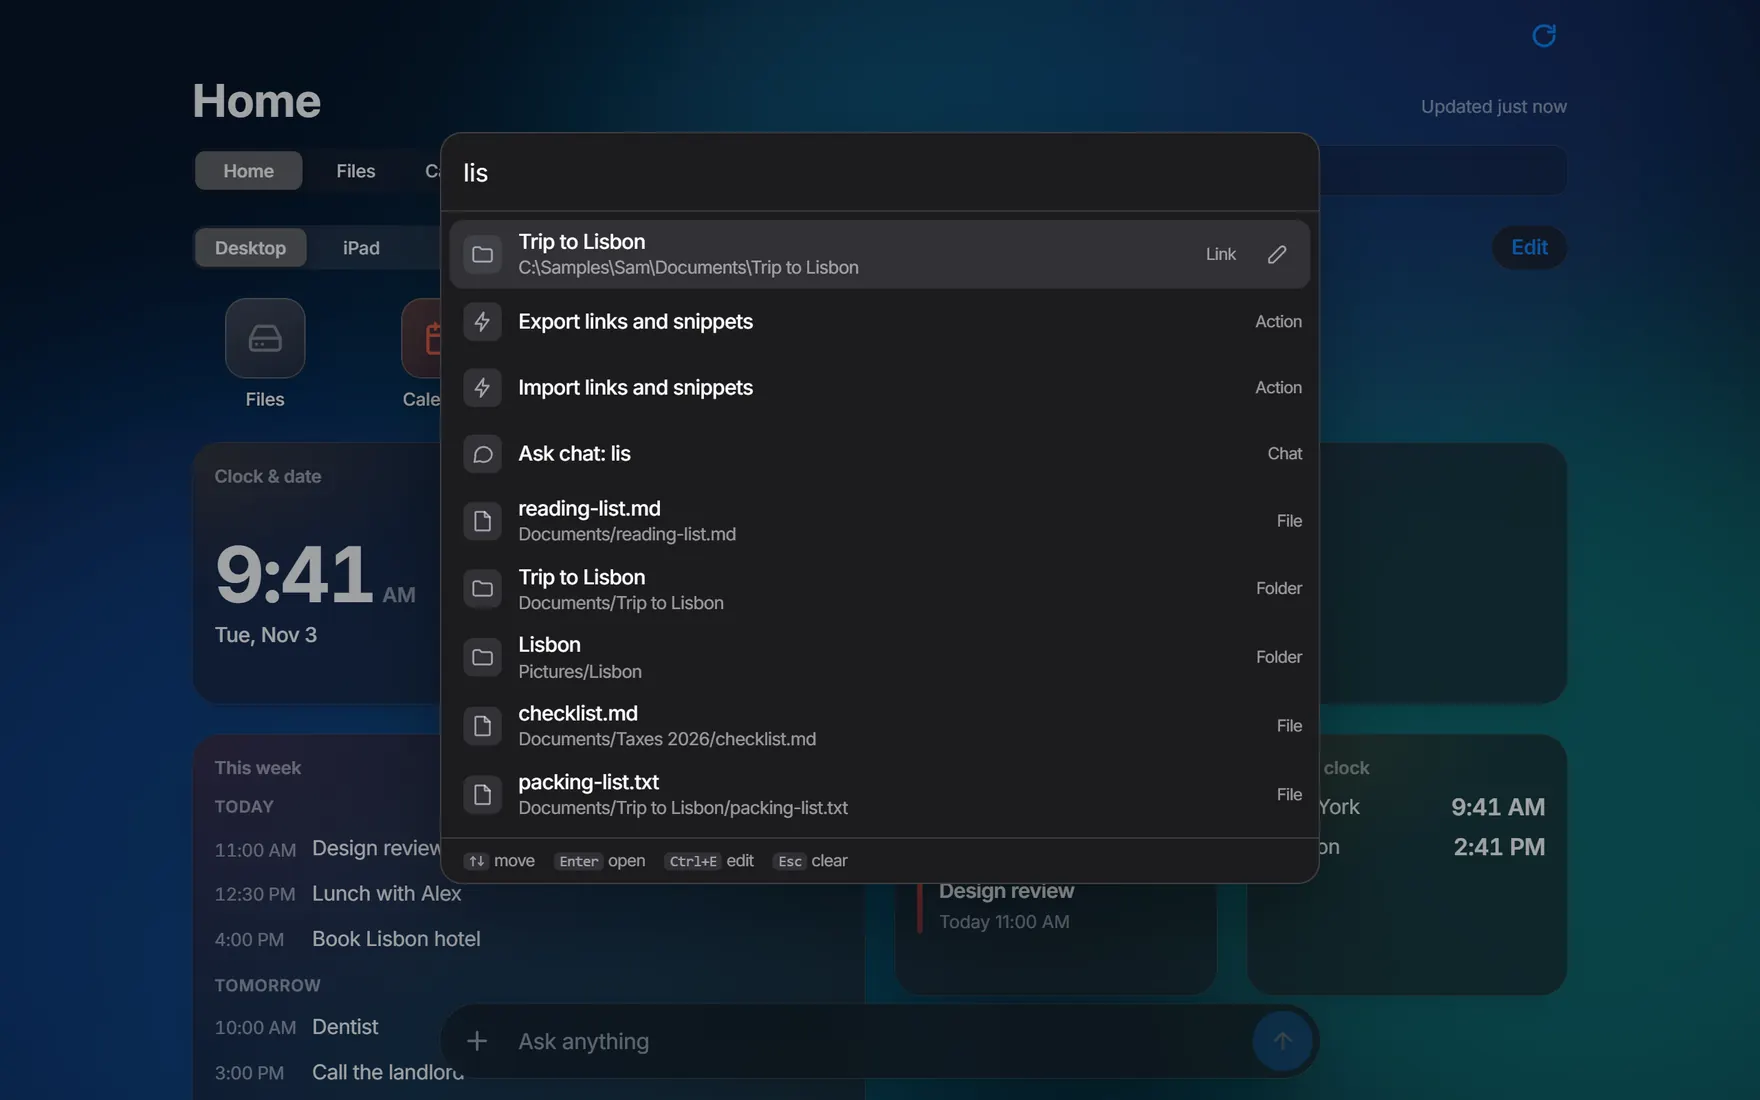 Home
Updated just now
Home Files
Desktop iPad
Edit
Files
Cale
Clock & date
9:41 AM
Tue, Nov 3
This week
TODAY
11:00 AM Design review
12:30 PM Lunch with Alex
4:00 PM Book Lisbon hotel
TOMORROW
10:00 AM Dentist
3:00 PM Call the landlord
lis
Trip to Lisbon
C:\Samples\Sam\Documents\Trip to Lisbon
Link
Export links and snippets
Action
Import links and snippets
Action
Ask chat: lis
Chat
reading-list.md
Documents/reading-list.md
File
Trip to Lisbon
Documents/Trip to Lisbon
Folder
Lisbon
Pictures/Lisbon
Folder
checklist.md
Documents/Taxes 2026/checklist.md
File
packing-list.txt
Documents/Trip to Lisbon/packing-list.txt
File
↑↓ move Enter open Ctrl+E edit Esc clear
Design review
Today 11:00 AM
clock
York 9:41 AM
on 2:41 PM
Ask anything